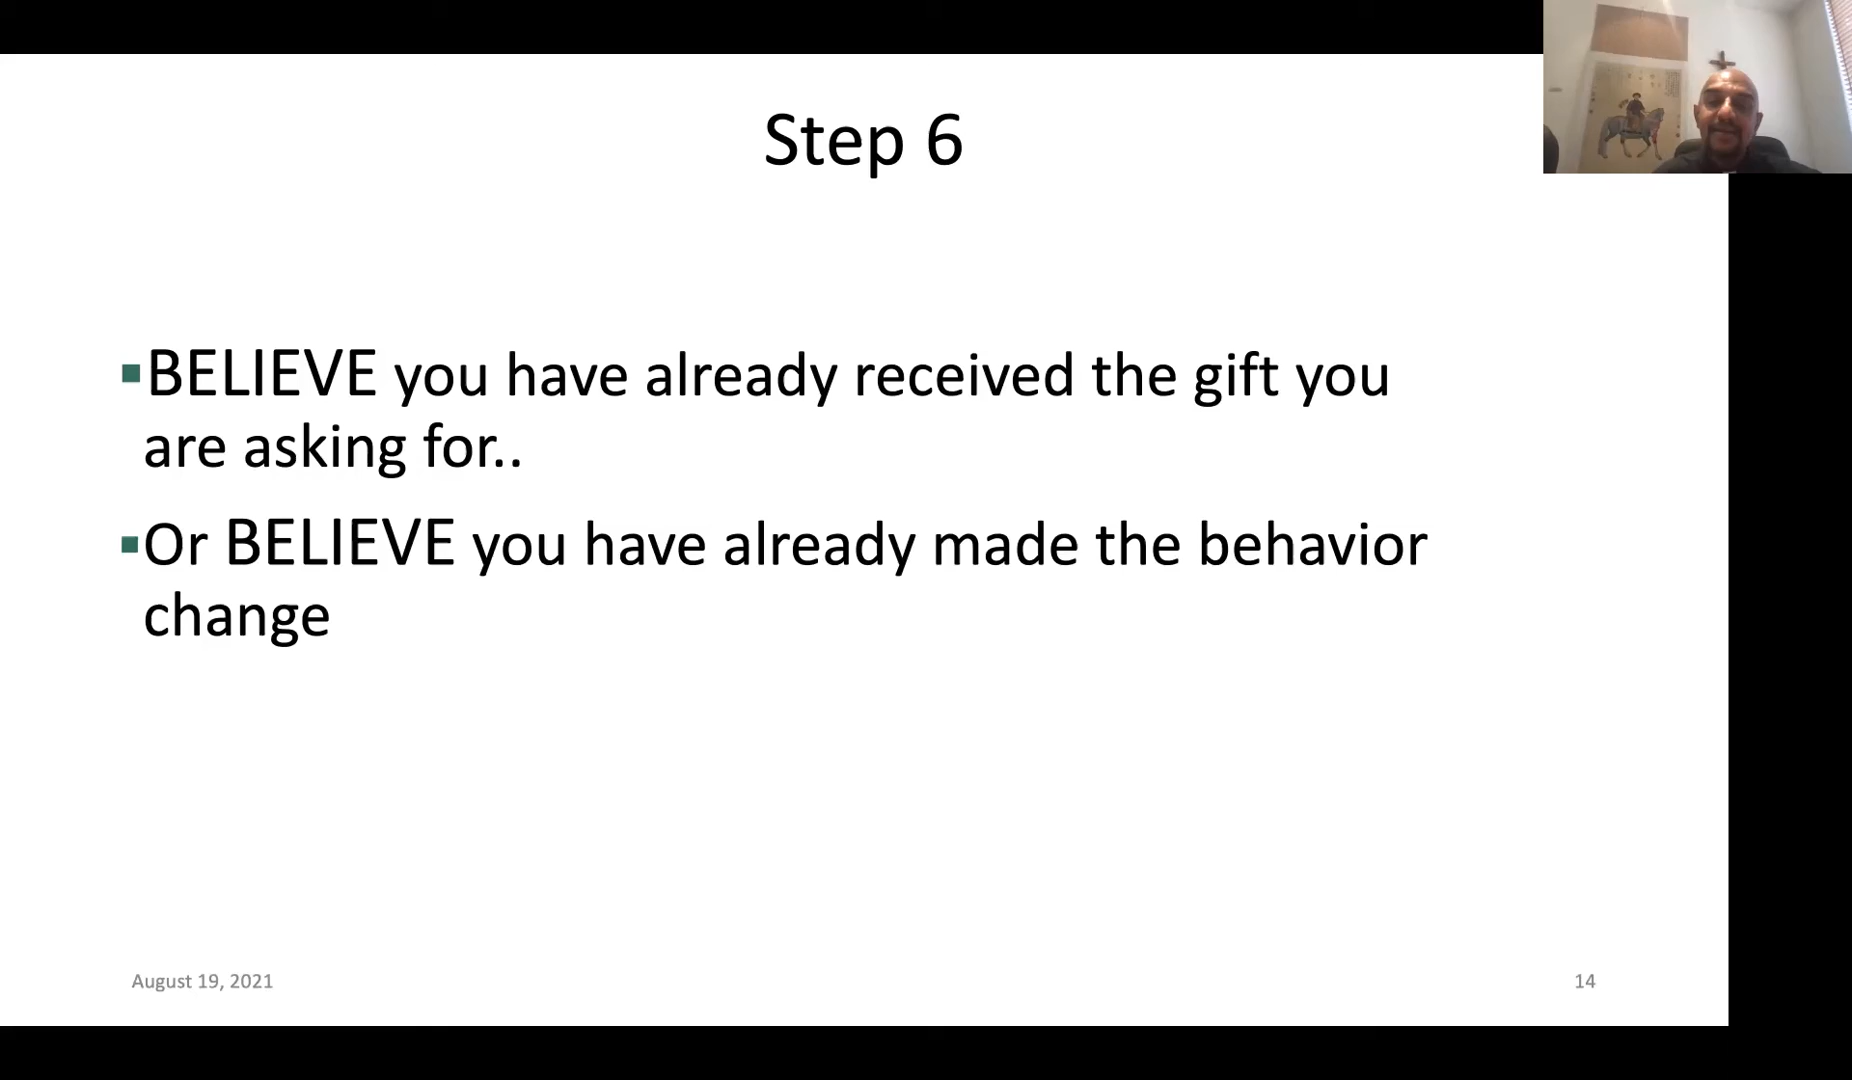 Step 6
▪BELIEVE you have already received the gift you
are asking for..
▪Or BELIEVE you have already made the behavior
change
August 19, 2021
14